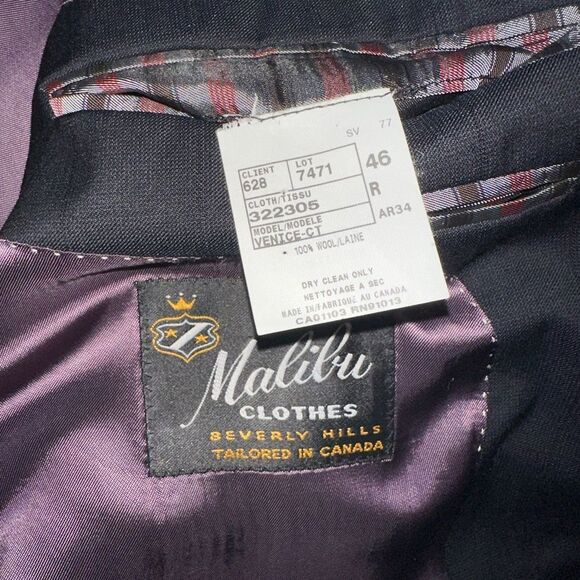 SV 77
CLIENT
628
LOT
7471
46
CLOTH/TISSU
322305
R
MODEL/MODELE
VENICE-CT
AR34
100% WOOL/LAINE
DRY CLEAN ONLY
NETTOYAGE A SEC
MADE IN/FABRIQUE AU CANADA
CA01103 RN91013
Malibu
CLOTHES
BEVERLY HILLS
TAILORED IN CANADA